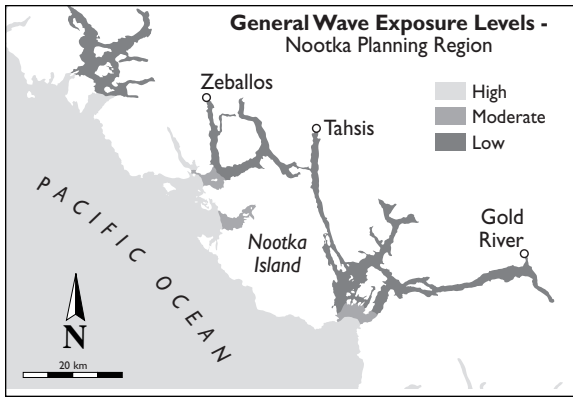 General Wave Exposure Levels -
Nootka Planning Region
Zeballos
High
Moderate
Low
Tahsis
PACIFIC OCEAN
Nootka
Island
Gold
River
N
20 km